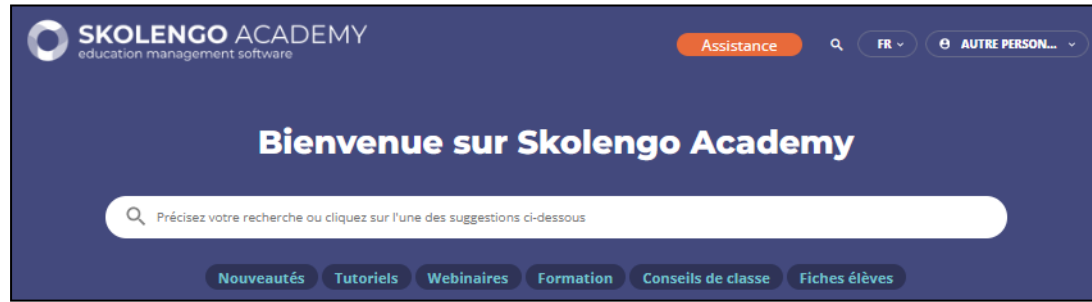 SKOLENGO ACADEMY
education management software
Assistance
FR
AUTRE PERSON...
Bienvenue sur Skolengo Academy
Précisez votre recherche ou cliquez sur l'une des suggestions ci-dessous
Nouveautés Tutoriels Webinaires Formation Conseils de classe Fiches élèves